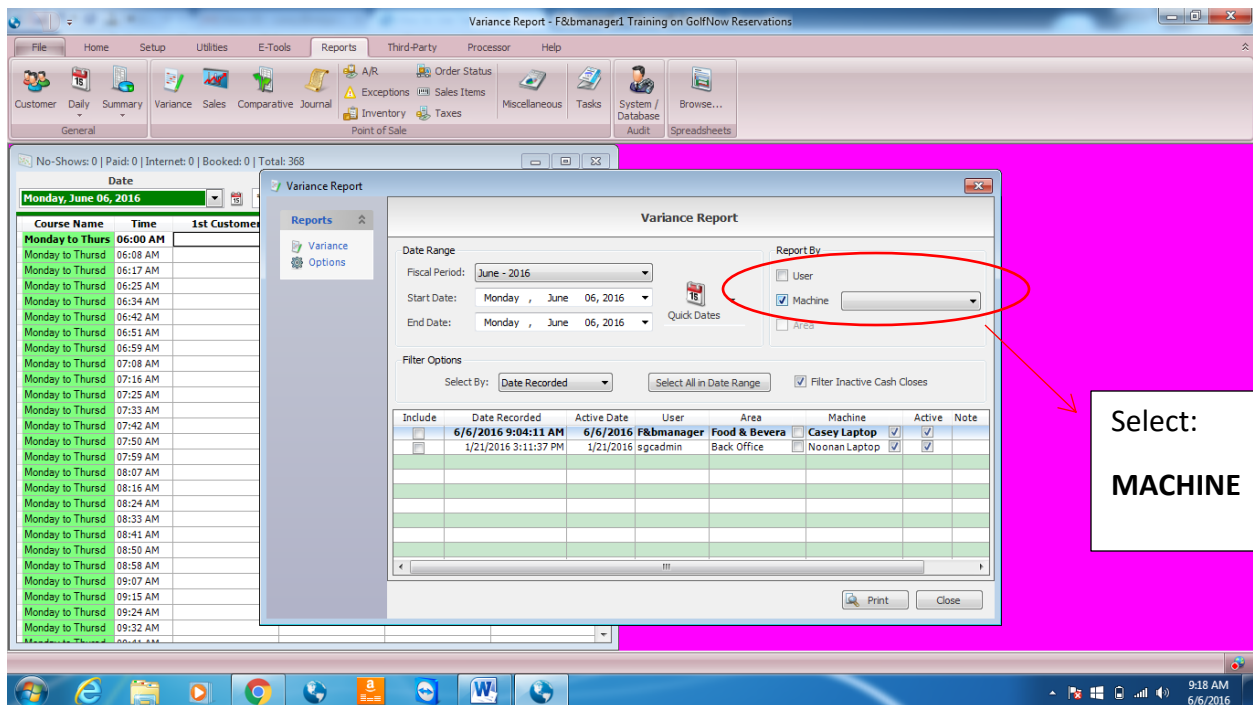 Variance Report - F&bmanager1 Training on GolfNow Reservations
File Home Setup Utilities E-Tools Reports Third-Party Processor Help
Customer Daily Summary Variance Sales Comparative Journal A/R Order Status Miscellaneous Tasks System / Database Browse...
Exceptions Sales Items
Inventory Taxes
General Point of Sale Audit Spreadsheets
No-Shows: 0 | Paid: 0 | Internet: 0 | Booked: 0 | Total: 368
Date
Monday, June 06, 2016
Course Name Time 1st Customer
Monday to Thurs 06:00 AM
Monday to Thursd 06:08 AM
Monday to Thursd 06:17 AM
Monday to Thursd 06:25 AM
Monday to Thursd 06:34 AM
Monday to Thursd 06:42 AM
Monday to Thursd 06:51 AM
Monday to Thursd 06:59 AM
Monday to Thursd 07:08 AM
Monday to Thursd 07:16 AM
Monday to Thursd 07:25 AM
Monday to Thursd 07:33 AM
Monday to Thursd 07:42 AM
Monday to Thursd 07:50 AM
Monday to Thursd 07:59 AM
Monday to Thursd 08:07 AM
Monday to Thursd 08:16 AM
Monday to Thursd 08:24 AM
Monday to Thursd 08:33 AM
Monday to Thursd 08:41 AM
Monday to Thursd 08:50 AM
Monday to Thursd 08:58 AM
Monday to Thursd 09:07 AM
Monday to Thursd 09:15 AM
Monday to Thursd 09:24 AM
Monday to Thursd 09:32 AM
Variance Report
Reports
Variance
Options
Variance Report
Date Range
Fiscal Period: June - 2016
Start Date: Monday , June 06, 2016
End Date: Monday , June 06, 2016
Quick Dates
Report By
User
Machine
Area
Filter Options
Select By: Date Recorded Select All in Date Range Filter Inactive Cash Closes
Include Date Recorded Active Date User Area Machine Active Note
6/6/2016 9:04:11 AM 6/6/2016 F&bmanager Food & Bevera Casey Laptop
1/21/2016 3:11:37 PM 1/21/2016 sgcadmin Back Office Noonan Laptop
Print Close
Select:
MACHINE
9:18 AM
6/6/2016